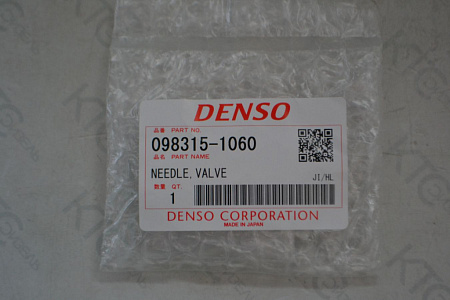 DENSO
品番 PART NO.
098315-1060
品名 PART NAME
NEEDLE,VALVE
JI/HL
数量 QT.
1
DENSO CORPORATION
MADE IN JAPAN